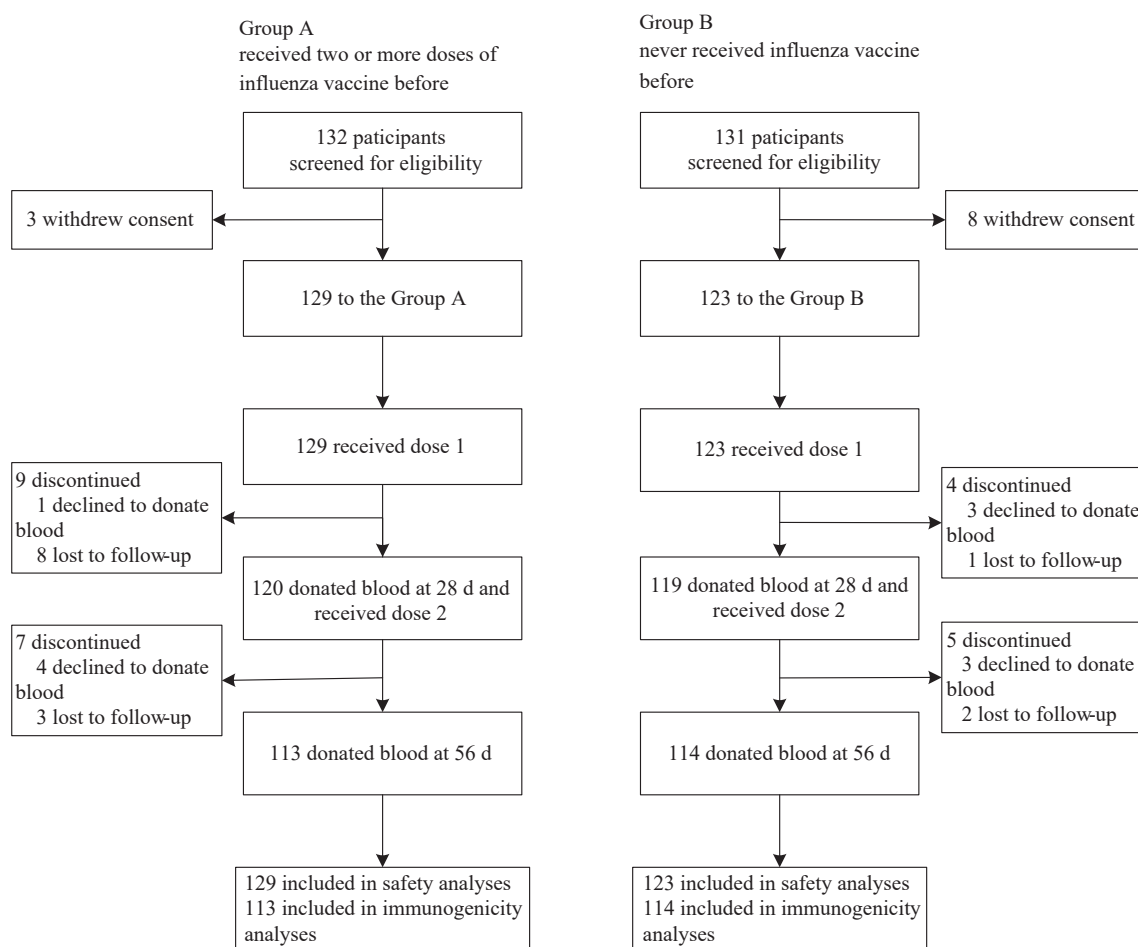 Group A
received two or more doses of
influenza vaccine before
132 paticipants
screened for eligibility
3 withdrew consent
129 to the Group A
129 received dose 1
9 discontinued
1 declined to donate
blood
8 lost to follow-up
120 donated blood at 28 d and
received dose 2
7 discontinued
4 declined to donate
blood
3 lost to follow-up
113 donated blood at 56 d
129 included in safety analyses
113 included in immunogenicity
analyses
Group B
never received influenza vaccine
before
131 paticipants
screened for eligibility
8 withdrew consent
123 to the Group B
123 received dose 1
4 discontinued
3 declined to donate
blood
1 lost to follow-up
119 donated blood at 28 d and
received dose 2
5 discontinued
3 declined to donate
blood
2 lost to follow-up
114 donated blood at 56 d
123 included in safety analyses
114 included in immunogenicity
analyses